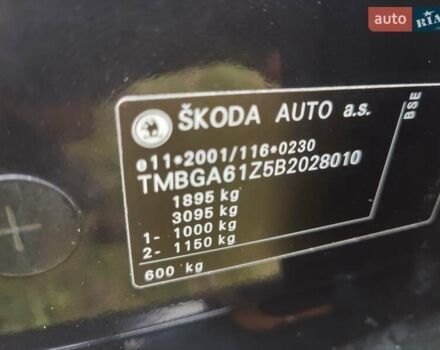 auto RIA
ŠKODA AUTO a.s.
BSE
e11*2001/116*0230
TMBGA61Z5B2028010
1895 kg
3095 kg
1- 1000 kg
2- 1150 kg
600 kg